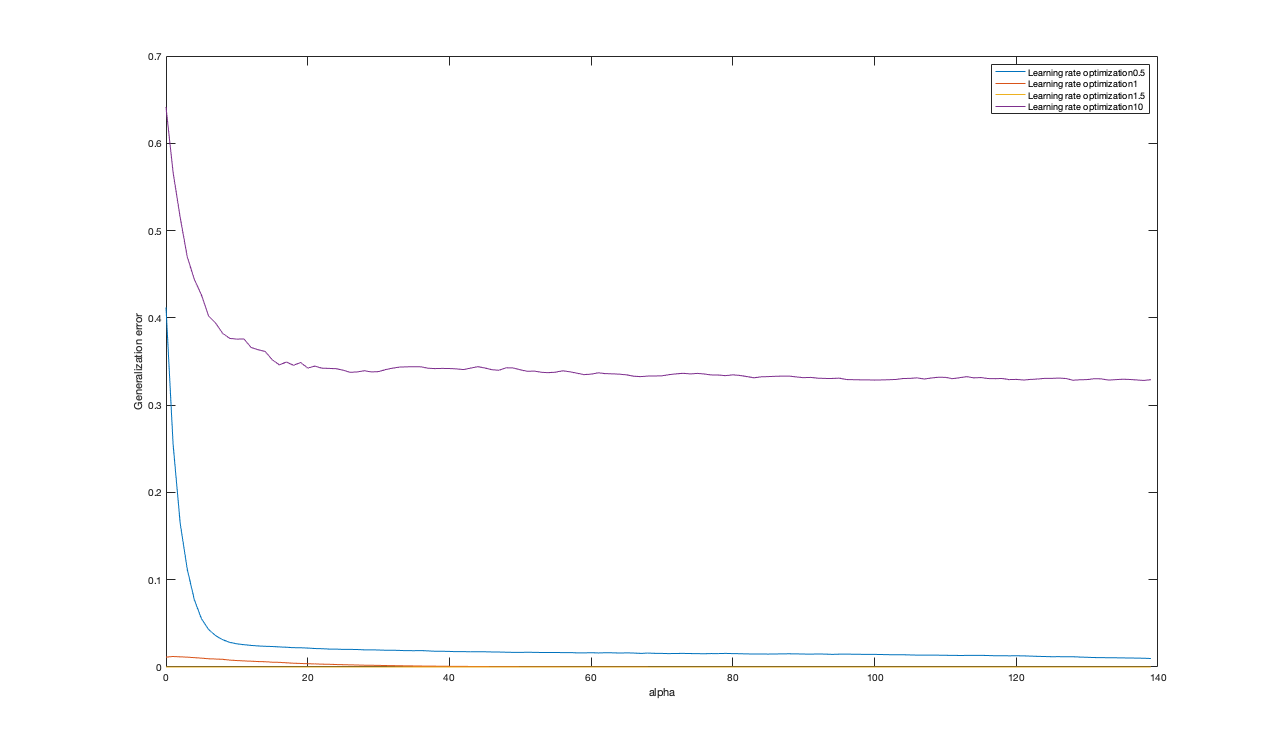 0.7
0.6
0.5
0.4
0.3
0.2
0.1
0
Generalization error
0 20 40 60 80 100 120 140
alpha
Learning rate optimization0.5
Learning rate optimization1
Learning rate optimization1.5
Learning rate optimization10